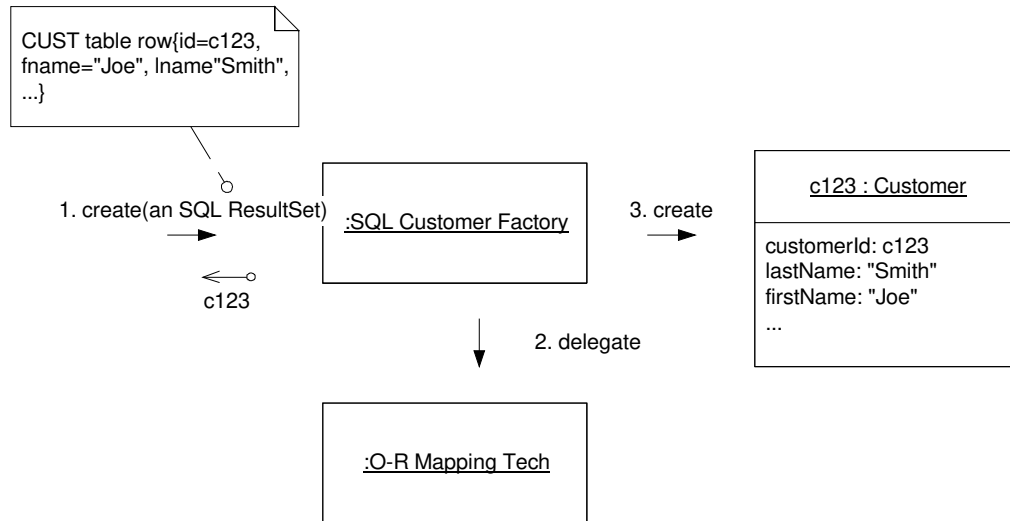 CUST table row{id=c123,
fname="Joe", lname"Smith",
...}
1. create(an SQL ResultSet)
c123
:SQL Customer Factory
2. delegate
:O-R Mapping Tech
3. create
c123 : Customer
customerId: c123
lastName: "Smith"
firstName: "Joe"
...